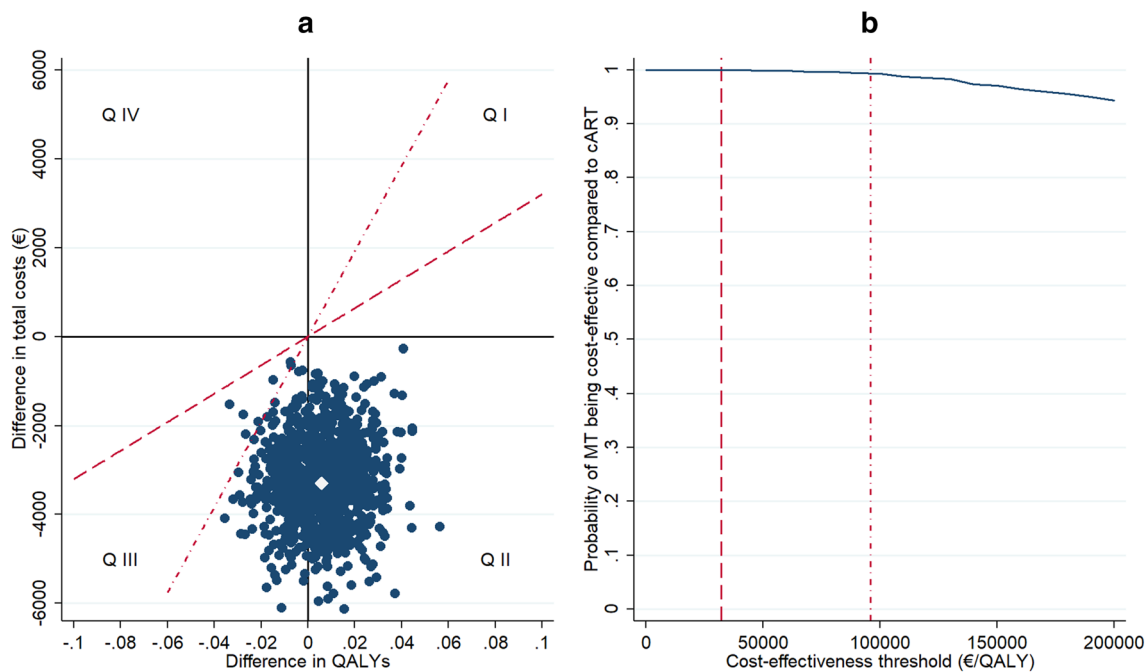 a
Difference in total costs (€)
6000
4000
2000
0
-2000
-4000
-6000
Q IV
Q I
Q III
Q II
-.1 -.08 -.06 -.04 -.02 0 .02 .04 .06 .08 .1
Difference in QALYs
b
Probability of MT being cost-effective compared to cART
1
.9
.8
.7
.6
.5
.4
.3
.2
.1
0
0 50000 100000 150000 200000
Cost-effectiveness threshold (€/QALY)